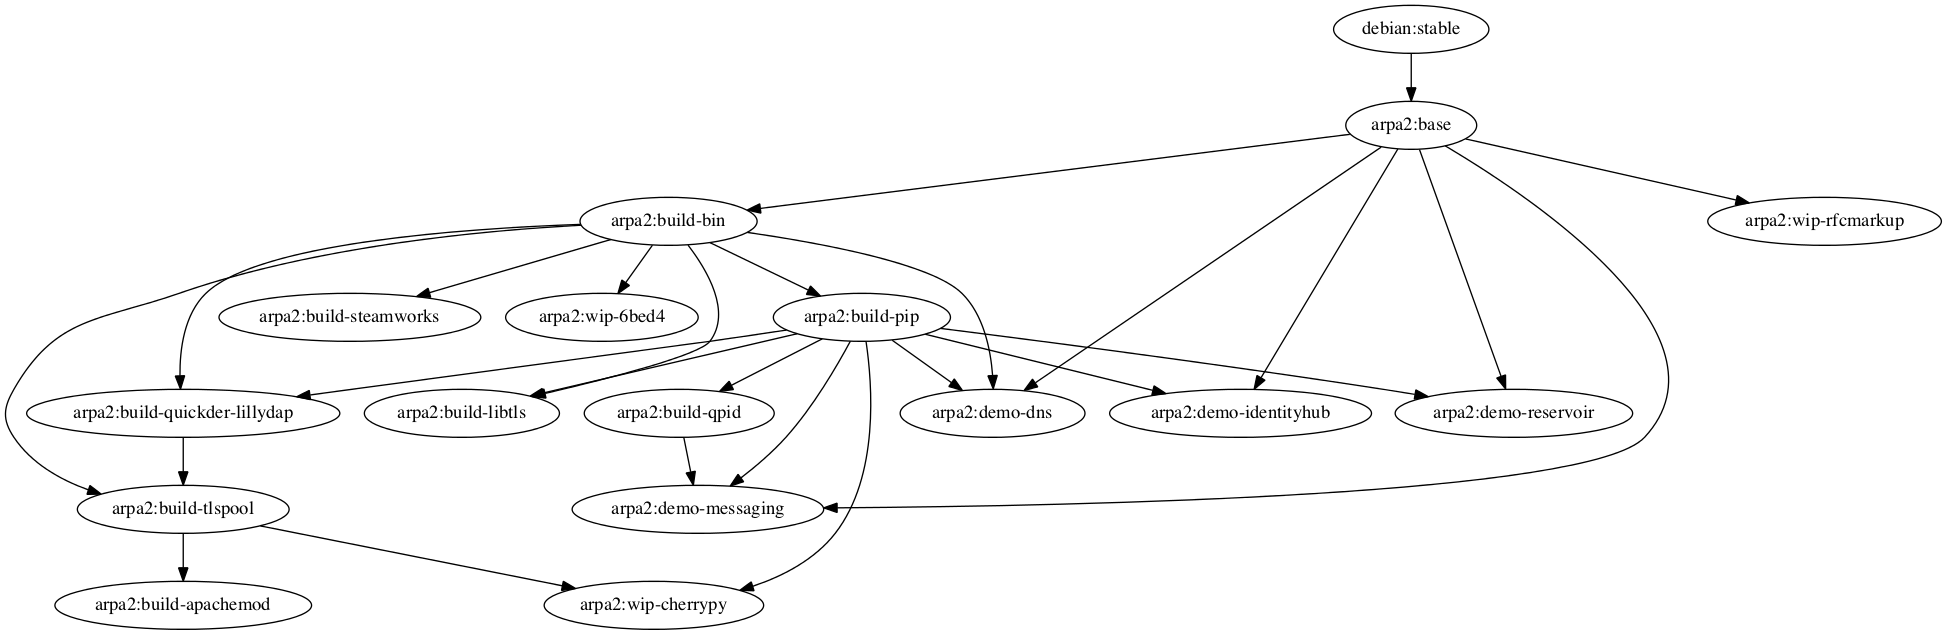 debian:stable
arpa2:base
arpa2:build-bin
arpa2:wip-rfcmarkup
arpa2:build-steamworks
arpa2:wip-6bed4
arpa2:build-pip
arpa2:build-quickder-lillydap
arpa2:build-libtls
arpa2:build-qpid
arpa2:demo-dns
arpa2:demo-identityhub
arpa2:demo-reservoir
arpa2:build-tlspool
arpa2:demo-messaging
arpa2:build-apachemod
arpa2:wip-cherrypy